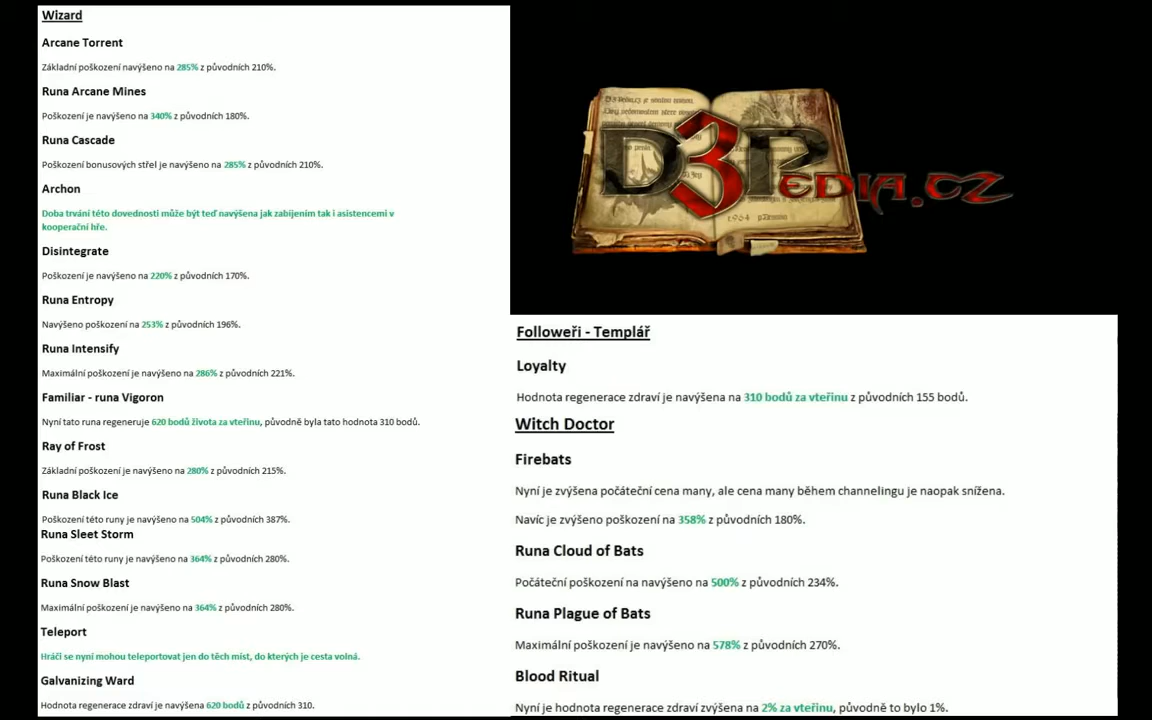 Wizard
Arcane Torrent
Základní poškození navýšeno na 285% z původních 210%.
Runa Arcane Mines
Poškození je navýšeno na 340% z původních 180%.
Runa Cascade
Poškození bonusových střel je navýšeno na 285% z původních 210%.
Archon
Doba trvání této dovednosti může být teď navýšena jak zabíjením tak i asistencemi v
kooperační hře.
Disintegrate
Poškození je navýšeno na 220% z původních 170%.
Runa Entropy
Navýšeno poškození na 253% z původních 196%.
Runa Intensify
Maximální poškození je navýšeno na 286% z původních 221%.
Familiar - runa Vigoron
Nyní tato runa regeneruje 620 bodů života za vteřinu, původně byla tato hodnota 310 bodů.
Ray of Frost
Základní poškození je navýšeno na 280% z původních 215%.
Runa Black Ice
Poškození této runy je navýšeno na 504% z původních 387%.
Runa Sleet Storm
Poškození této runy je navýšeno na 364% z původních 280%.
Runa Snow Blast
Maximální poškození je navýšeno na 364% z původních 280%.
Teleport
Hráči se nyní mohou teleportovat jen do těch míst, do kterých je cesta volná.
Galvanizing Ward
Hodnota regenerace zdraví je navýšena 620 bodů z původních 310.
D3Pedia.cz
Followeři - Templář
Loyalty
Hodnota regenerace zdraví je navýšena na 310 bodů za vteřinu z původních 155 bodů.
Witch Doctor
Firebats
Nyní je zvýšena počáteční cena many, ale cena many během channelingu je naopak snížena.
Navíc je zvýšeno poškození na 358% z původních 180%.
Runa Cloud of Bats
Počáteční poškození na navýšeno na 500% z původních 234%.
Runa Plague of Bats
Maximální poškození je navýšeno na 578% z původních 270%.
Blood Ritual
Nyní je hodnota regenerace zdraví zvýšena na 2% za vteřinu, původně to bylo 1%.